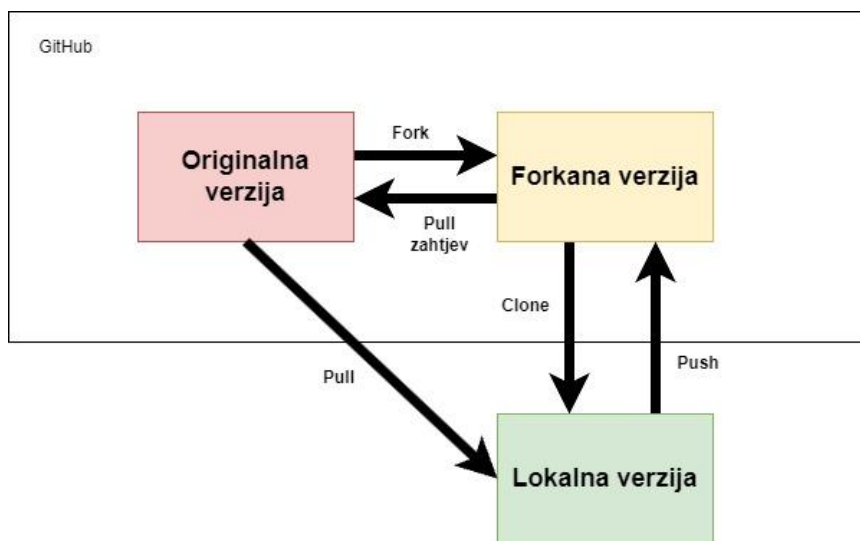 GitHub
Originalna
verzija
Fork
Forkana verzija
Pull
zahtjev
Clone
Pull
Push
Lokalna verzija